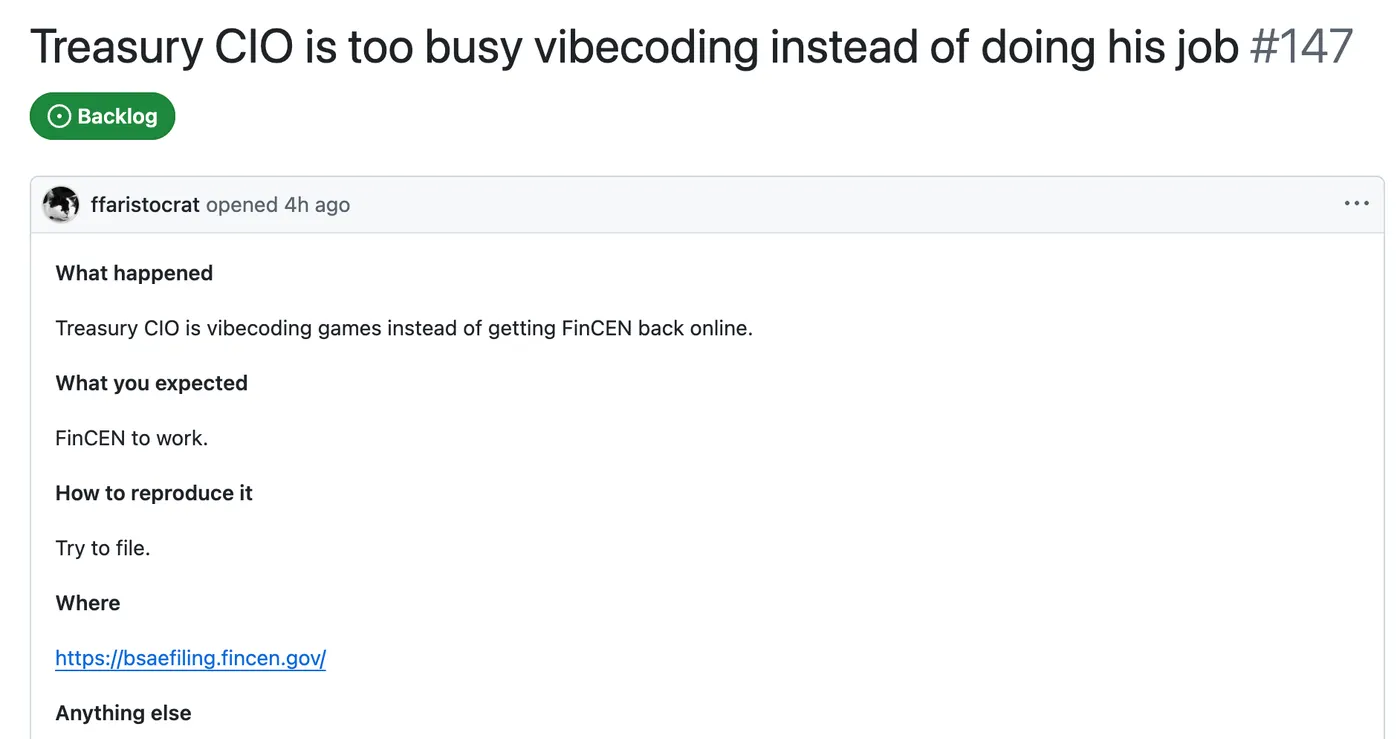 Treasury CIO is too busy vibecoding instead of doing his job #147
Backlog
ffaristocrat opened 4h ago
What happened
Treasury CIO is vibecoding games instead of getting FinCEN back online.
What you expected
FinCEN to work.
How to reproduce it
Try to file.
Where
https://bsaefiling.fincen.gov/
Anything else